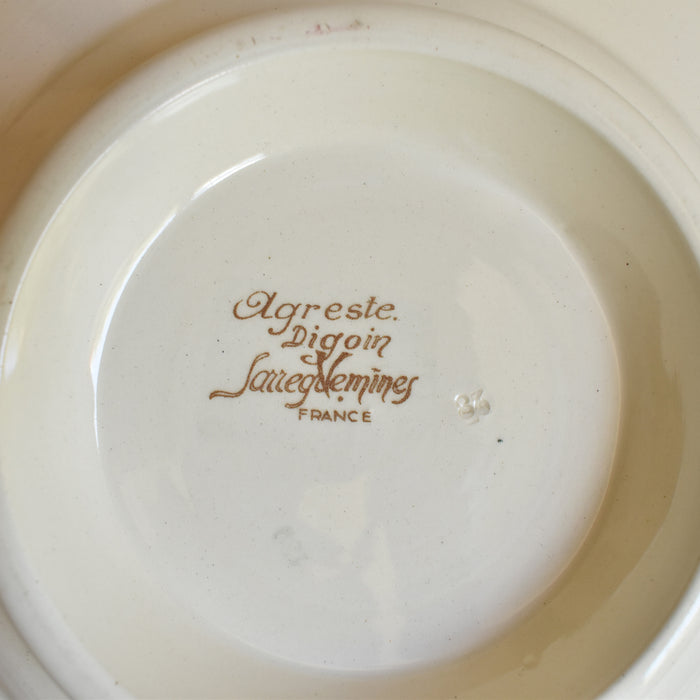 Agreste.
Digoin
Sarreguemines
FRANCE